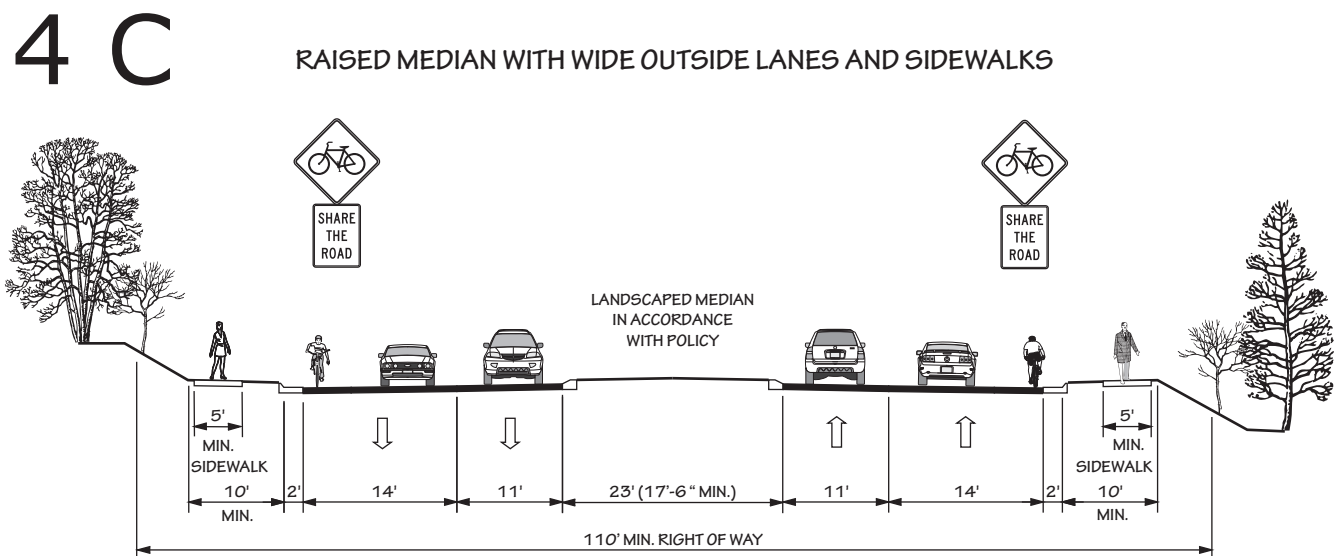 4 C
RAISED MEDIAN WITH WIDE OUTSIDE LANES AND SIDEWALKS
SHARE
THE
ROAD
SHARE
THE
ROAD
LANDSCAPED MEDIAN
IN ACCORDANCE
WITH POLICY
5'
MIN.
SIDEWALK
5'
MIN.
SIDEWALK
10'
MIN.
2'
14'
11'
23' (17'-6" MIN.)
11'
14'
2'
10'
MIN.
110' MIN. RIGHT OF WAY